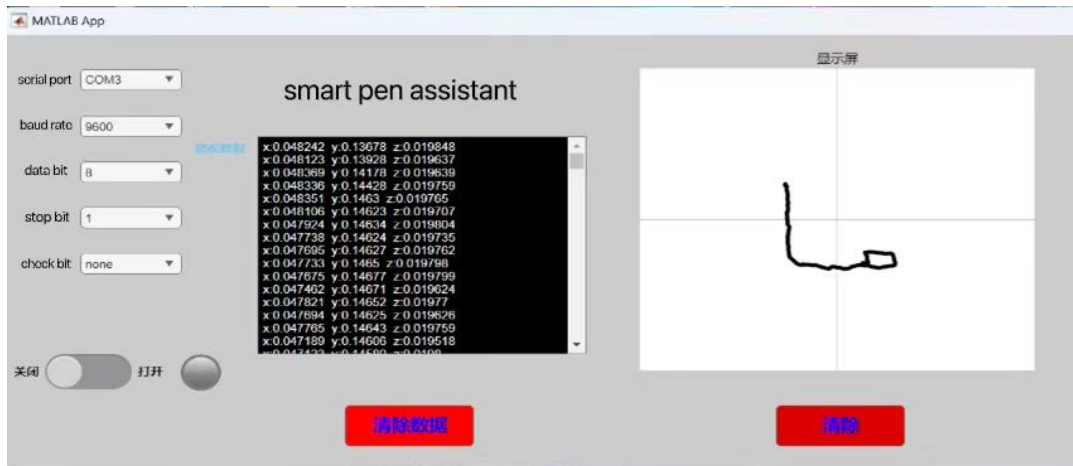 MATLAB App
显示屏
serial port COM3
smart pen assistant
baud rate 9600
data bit 8
stop bit 1
check bit none
x:0.048242 y:0.13678 z:0.019848
x:0.048123 y:0.13928 z:0.019637
x:0.048369 y:0.14178 z:0.019639
x:0.048336 y:0.14428 z:0.019759
x:0.048351 y:0.1463 z:0.019765
x:0.048106 y:0.14623 z:0.019707
x:0.047924 y:0.14634 z:0.019804
x:0.047738 y:0.14624 z:0.019735
x:0.047695 y:0.14627 z:0.019762
x:0.047733 y:0.1465 z:0.019798
x:0.047675 y:0.14677 z:0.019799
x:0.047462 y:0.14671 z:0.019624
x:0.047821 y:0.14652 z:0.01977
x:0.047694 y:0.14625 z:0.019626
x:0.047765 y:0.14643 z:0.019759
x:0.047189 y:0.14606 z:0.019518
关闭 打开
清除数据
清除